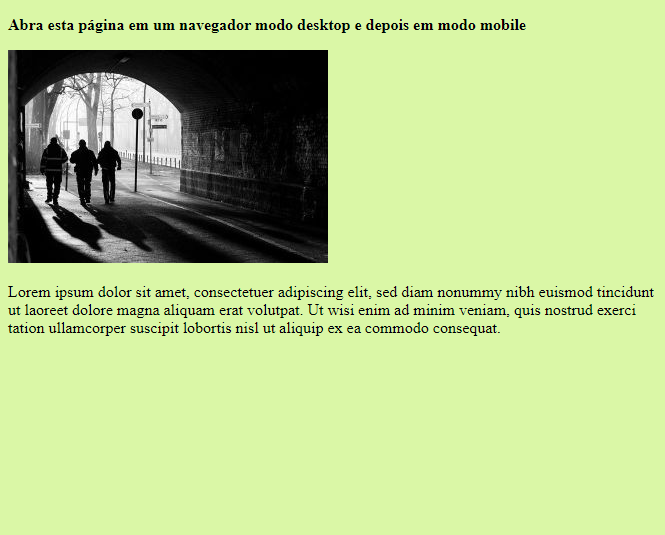 Abra esta página em um navegador modo desktop e depois em modo mobile
Lorem ipsum dolor sit amet, consectetuer adipiscing elit, sed diam nonummy nibh euismod tincidunt
ut laoreet dolore magna aliquam erat volutpat. Ut wisi enim ad minim veniam, quis nostrud exerci
tation ullamcorper suscipit lobortis nisl ut aliquip ex ea commodo consequat.